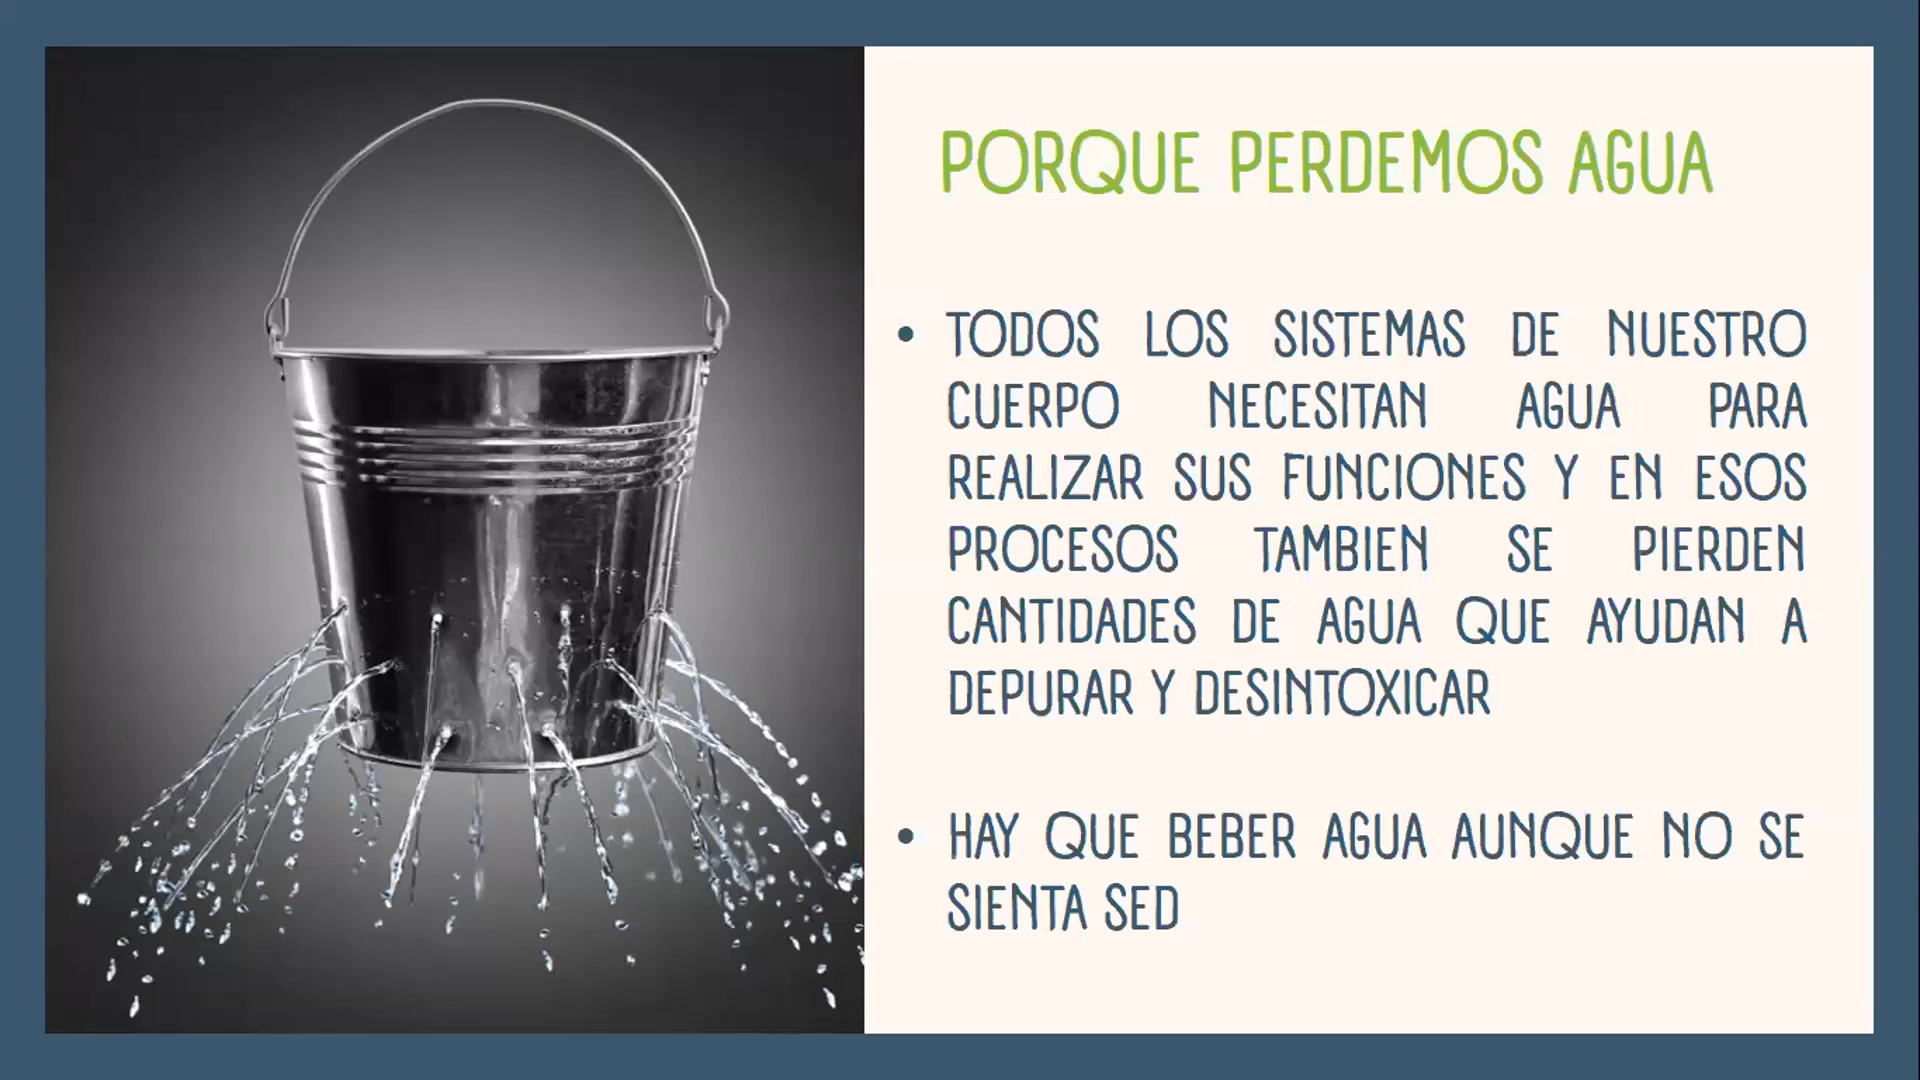 PORQUE PERDEMOS AGUA
• TODOS LOS SISTEMAS DE NUESTRO
CUERPO NECESITAN AGUA PARA
REALIZAR SUS FUNCIONES Y EN ESOS
PROCESOS TAMBIEN SE PIERDEN
CANTIDADES DE AGUA QUE AYUDAN A
DEPURAR Y DESINTOXICAR
• HAY QUE BEBER AGUA AUNQUE NO SE
SIENTA SED